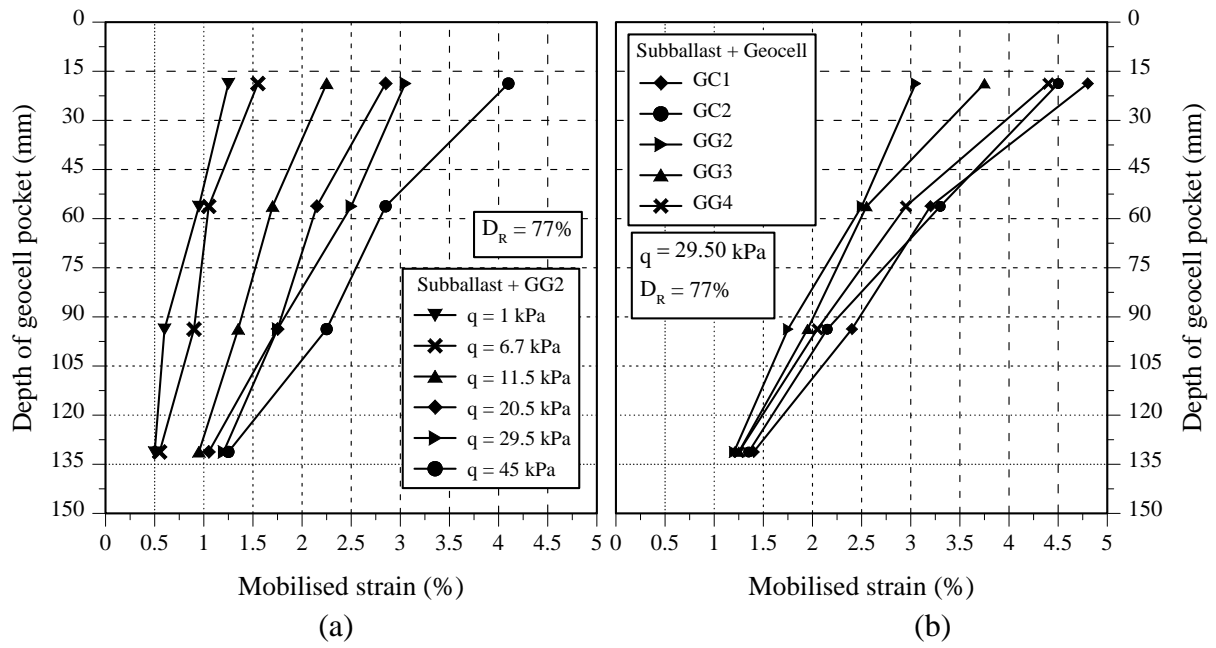 0
15
30
45
60
75
90
105
120
135
150
Depth of geocell pocket (mm)
D_R = 77%
Subballast + GG2
q = 1 kPa
q = 6.7 kPa
q = 11.5 kPa
q = 20.5 kPa
q = 29.5 kPa
q = 45 kPa
0 0.5 1 1.5 2 2.5 3 3.5 4 4.5 5
Mobilised strain (%)
(a)
Subballast + Geocell
GC1
GC2
GG2
GG3
GG4
q = 29.50 kPa
D_R = 77%
0
15
30
45
60
75
90
105
120
135
150
Depth of geocell pocket (mm)
0 0.5 1 1.5 2 2.5 3 3.5 4 4.5 5
Mobilised strain (%)
(b)